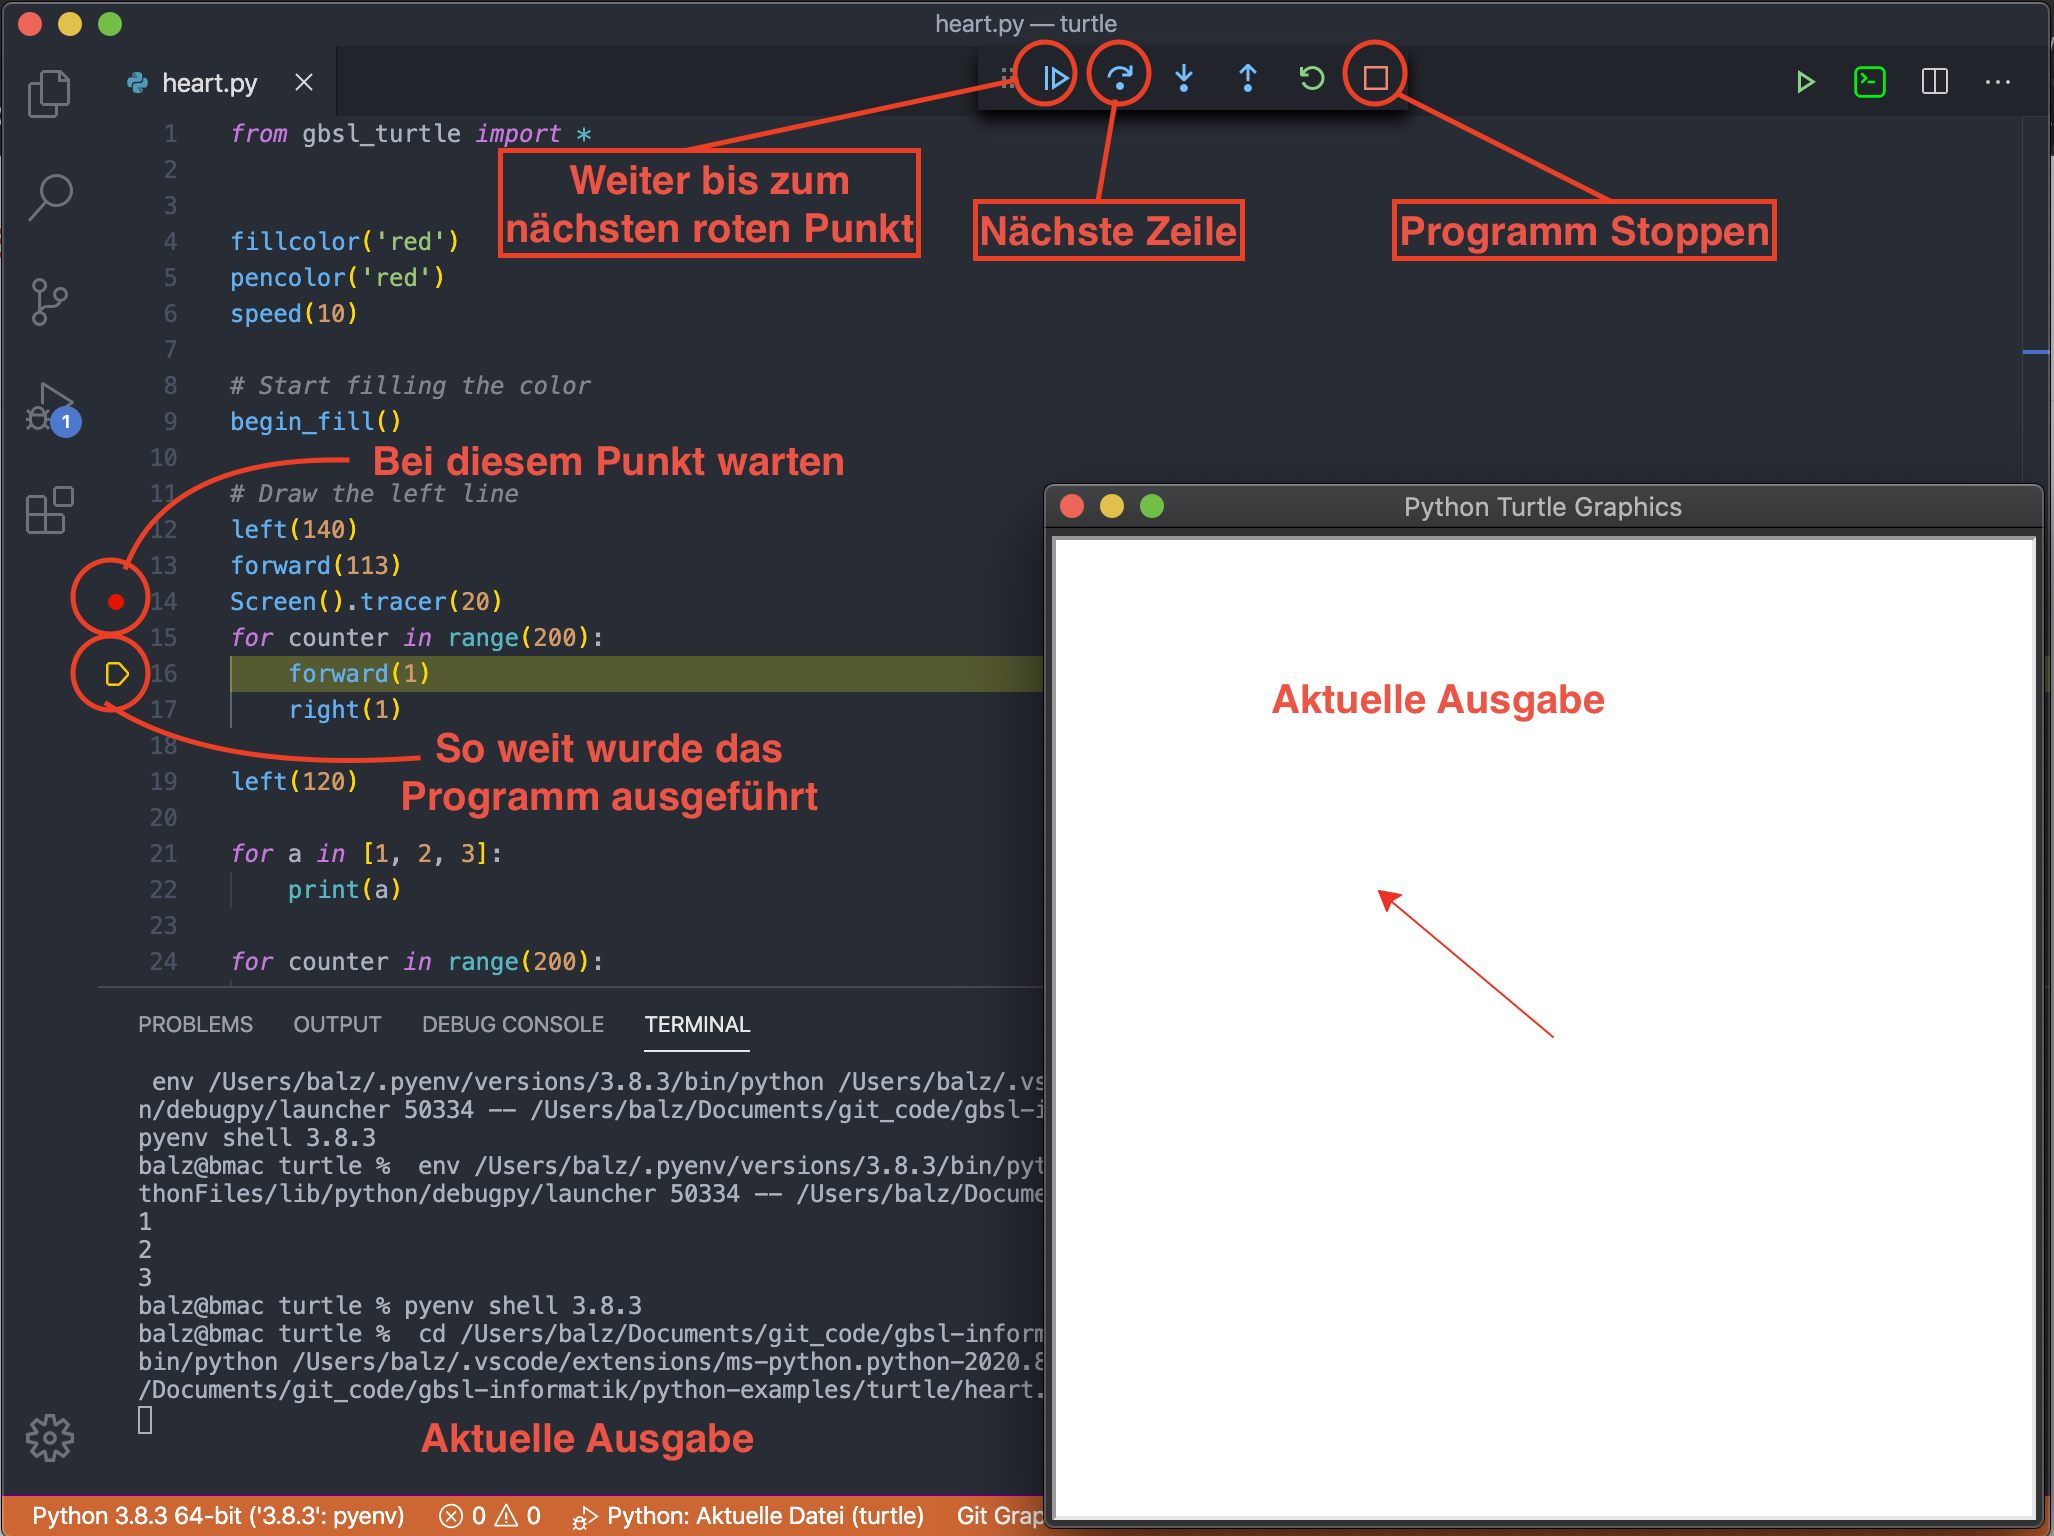 heart.py — turtle
heart.py
1 from gbsl_turtle import *
2
3
4 fillcolor('red')
5 pencolor('red')
6 speed(10)
7
8 # Start filling the color
9 begin_fill()
10
11 # Draw the left line
12 left(140)
13 forward(113)
14 Screen().tracer(20)
15 for counter in range(200):
16 forward(1)
17 right(1)
18
19 left(120)
20
21 for a in [1, 2, 3]:
22 print(a)
23
24 for counter in range(200):
Weiter bis zum
nächsten roten Punkt
Nächste Zeile
Programm Stoppen
1
Bei diesem Punkt warten
So weit wurde das
Programm ausgeführt
Python Turtle Graphics
Aktuelle Ausgabe
PROBLEMS OUTPUT DEBUG CONSOLE TERMINAL
env /Users/balz/.pyenv/versions/3.8.3/bin/python /Users/balz/.vs
n/debugpy/launcher 50334 -- /Users/balz/Documents/git_code/gbsl-i
pyenv shell 3.8.3
balz@bmac turtle %  env /Users/balz/.pyenv/versions/3.8.3/bin/pyt
thonFiles/lib/python/debugpy/launcher 50334 -- /Users/balz/Docume
1
2
3
balz@bmac turtle % pyenv shell 3.8.3
balz@bmac turtle %  cd /Users/balz/Documents/git_code/gbsl-inform
bin/python /Users/balz/.vscode/extensions/ms-python.python-2020.8
/Documents/git_code/gbsl-informatik/python-examples/turtle/heart.
Aktuelle Ausgabe
Python 3.8.3 64-bit ('3.8.3': pyenv) 0 0 Python: Aktuelle Datei (turtle) Git Grap